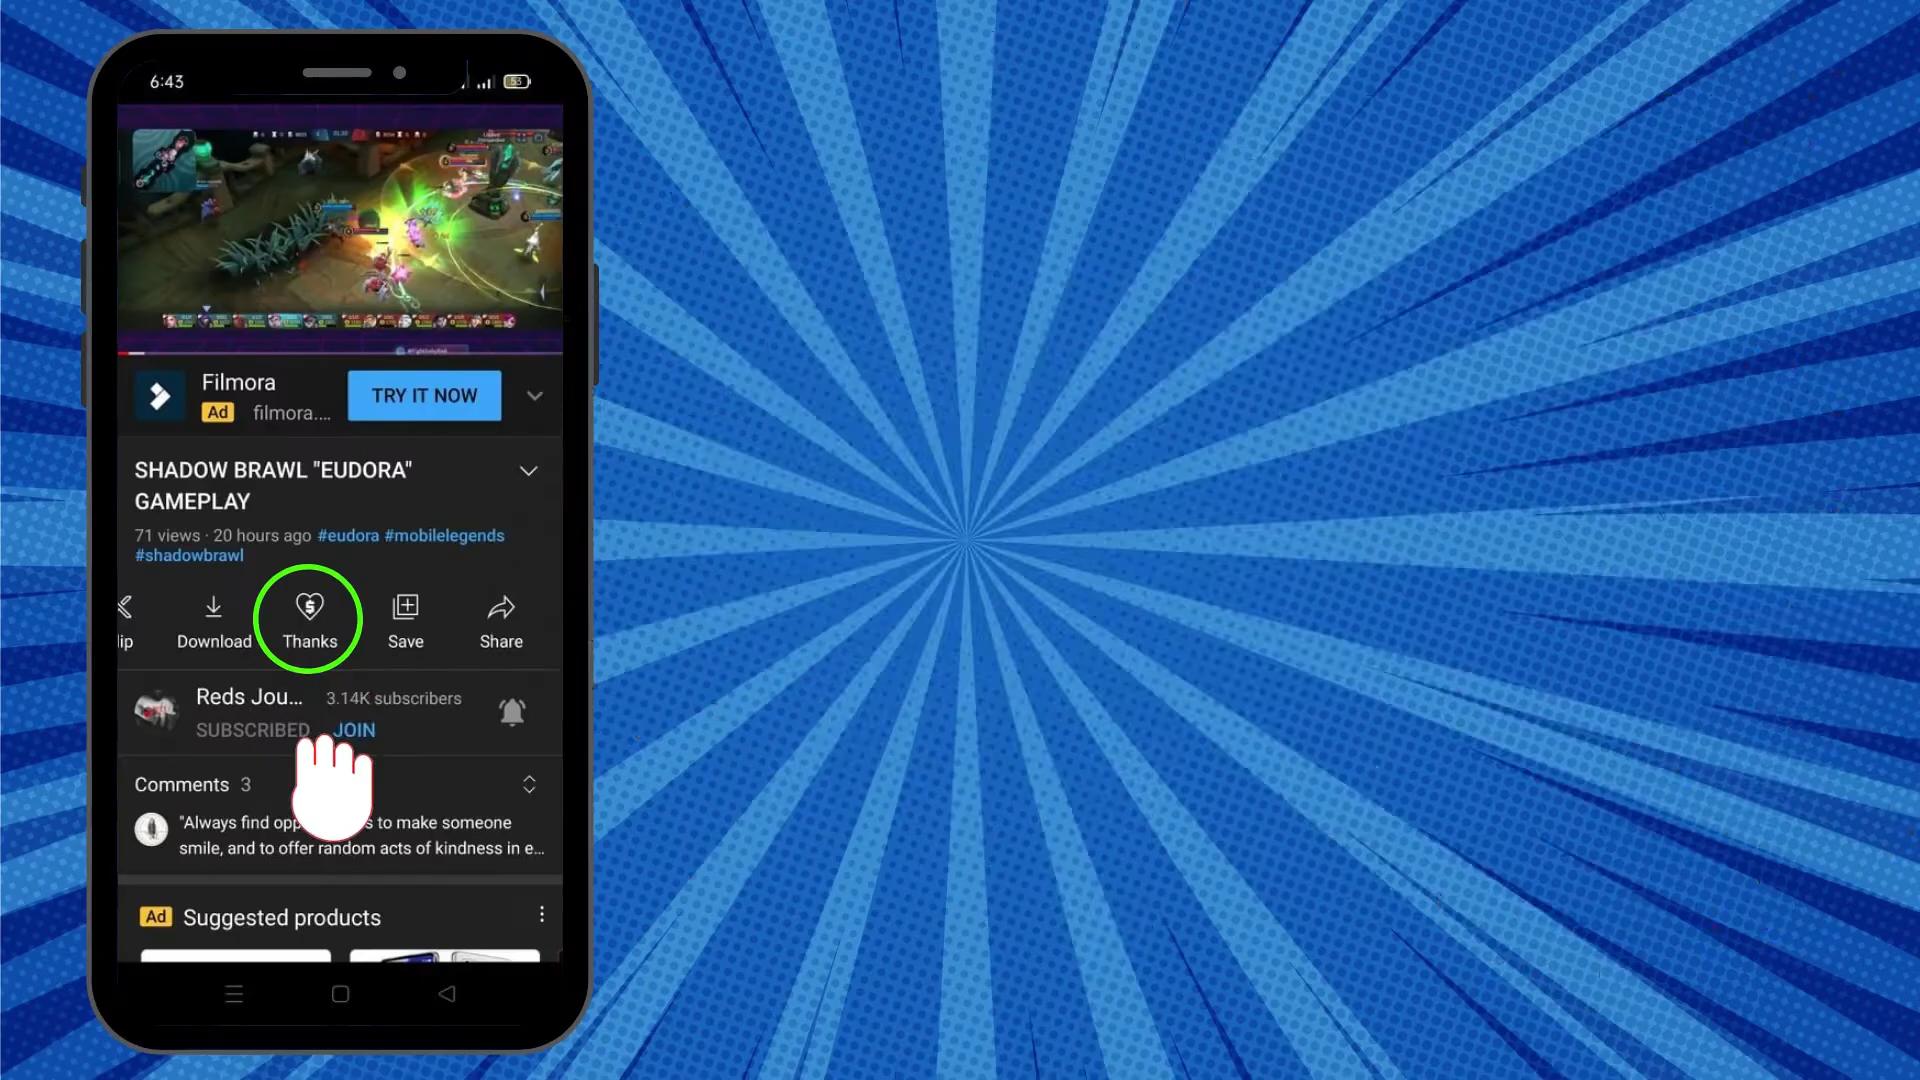 6:43
53
Filmora
TRY IT NOW
Ad filmora....
SHADOW BRAWL "EUDORA"
GAMEPLAY
71 views · 20 hours ago #eudora #mobilelegends
#shadowbrawl
lip
Download
Thanks
Save
Share
Reds Jou... 3.14K subscribers
SUBSCRIBED JOIN
Comments 3
"Always find opp s to make someone
smile, and to offer random acts of kindness in e...
Ad Suggested products